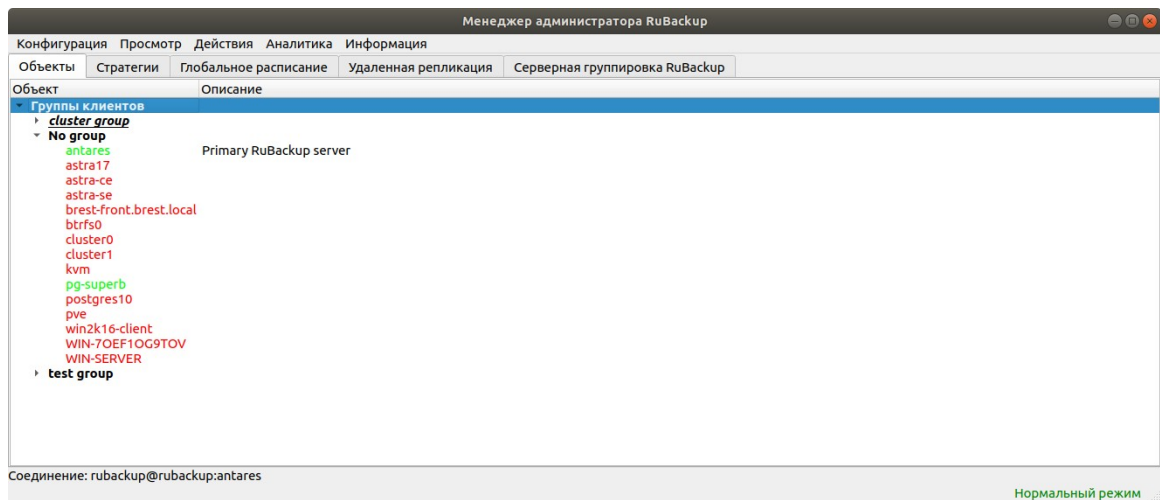 Менеджер администратора RuBackup
Конфигурация Просмотр Действия Аналитика Информация
Объекты Стратегии Глобальное расписание Удаленная репликация Серверная группировка RuBackup
Объект Описание
Группы клиентов
cluster group
No group
antares Primary RuBackup server
astra17
astra-ce
astra-se
brest-front.brest.local
btrfs0
cluster0
cluster1
kvm
pg-superb
postgres10
pve
win2k16-client
WIN-7OEF1OG9TOV
WIN-SERVER
test group
Соединение: rubackup@rubackup:antares
Нормальный режим